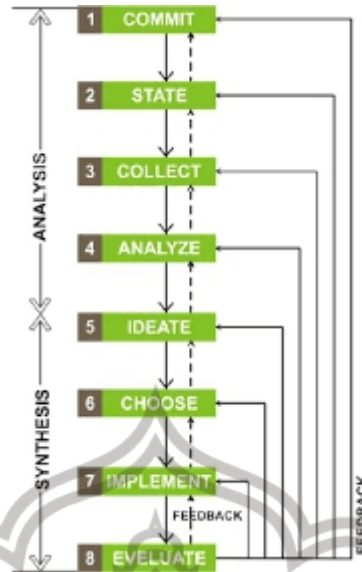 1 COMMIT
2 STATE
3 COLLECT
4 ANALYZE
5 IDEATE
6 CHOOSE
7 IMPLEMENT
FEEDBACK
8 EVELUATE
ANALYSIS
SYNTHESIS
FEEDBACK